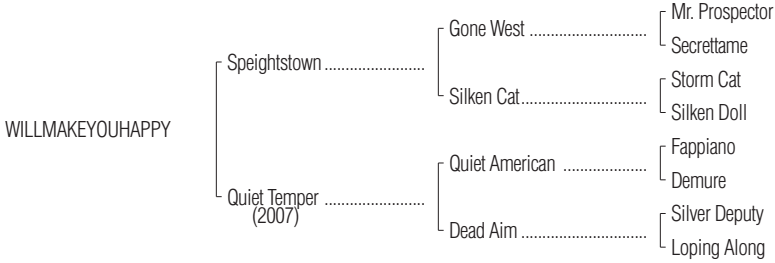 Mr. Prospector
Gone West ..............................
Secrettame
Speightstown .........................
Storm Cat
Silken Cat................................
Silken Doll
WILLMAKEYOUHAPPY
Fappiano
Quiet American .....................
Demure
Quiet Temper .........................
(2007)
Silver Deputy
Dead Aim ................................
Loping Along